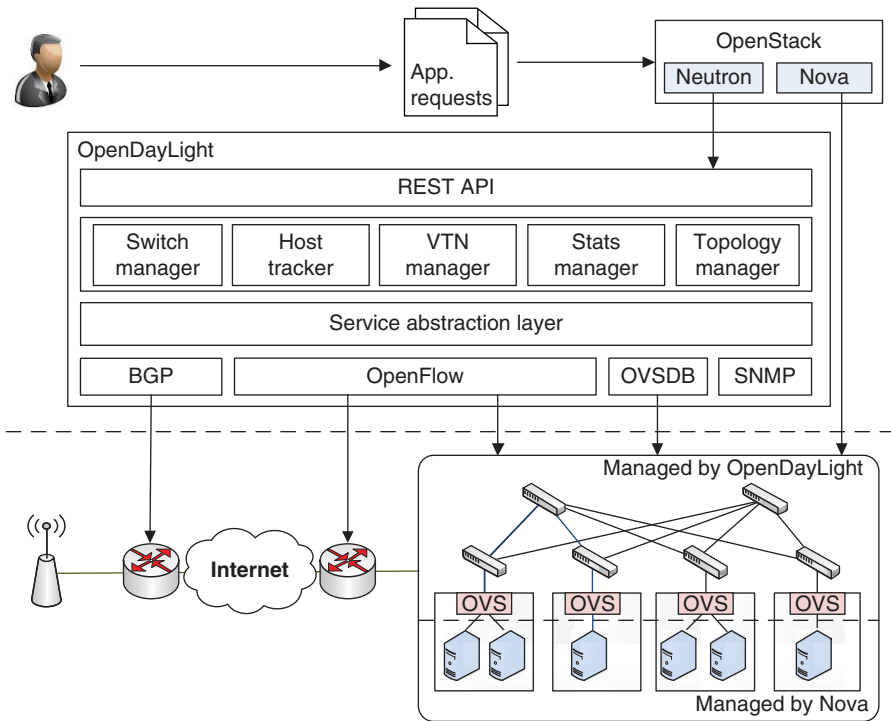 OpenStack
App.
requests
Neutron
Nova
OpenDayLight
REST API
Switch
manager
Host
tracker
VTN
manager
Stats
manager
Topology
manager
Service abstraction layer
BGP
OpenFlow
OVSDB
SNMP
Managed by OpenDayLight
Internet
OVS
OVS
OVS
OVS
Managed by Nova